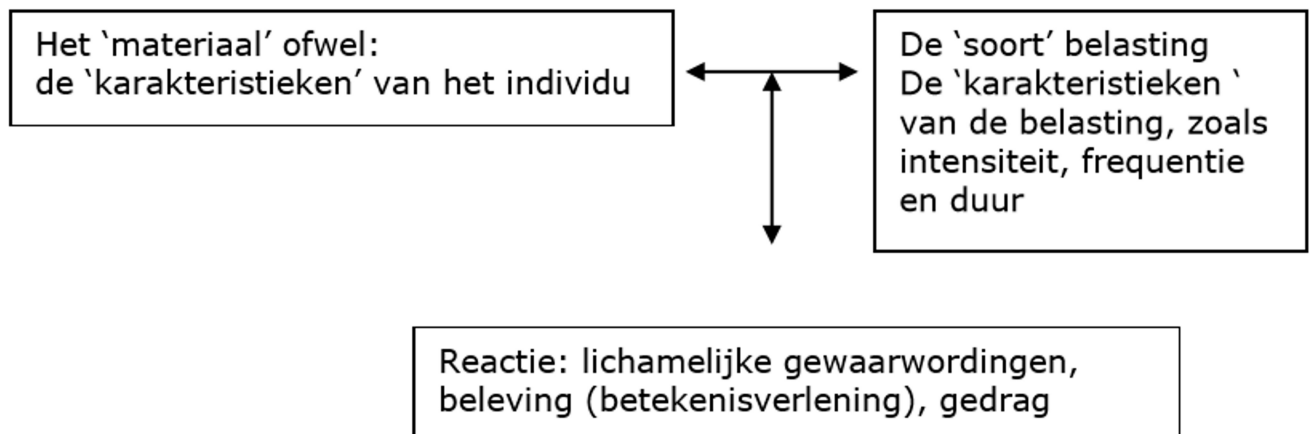 Het ‘materiaal’ ofwel:
de ‘karakteristieken’ van het individu
De ‘soort’ belasting
De ‘karakteristieken ‘
van de belasting, zoals
intensiteit, frequentie
en duur
Reactie: lichamelijke gewaarwordingen,
beleving (betekenisverlening), gedrag